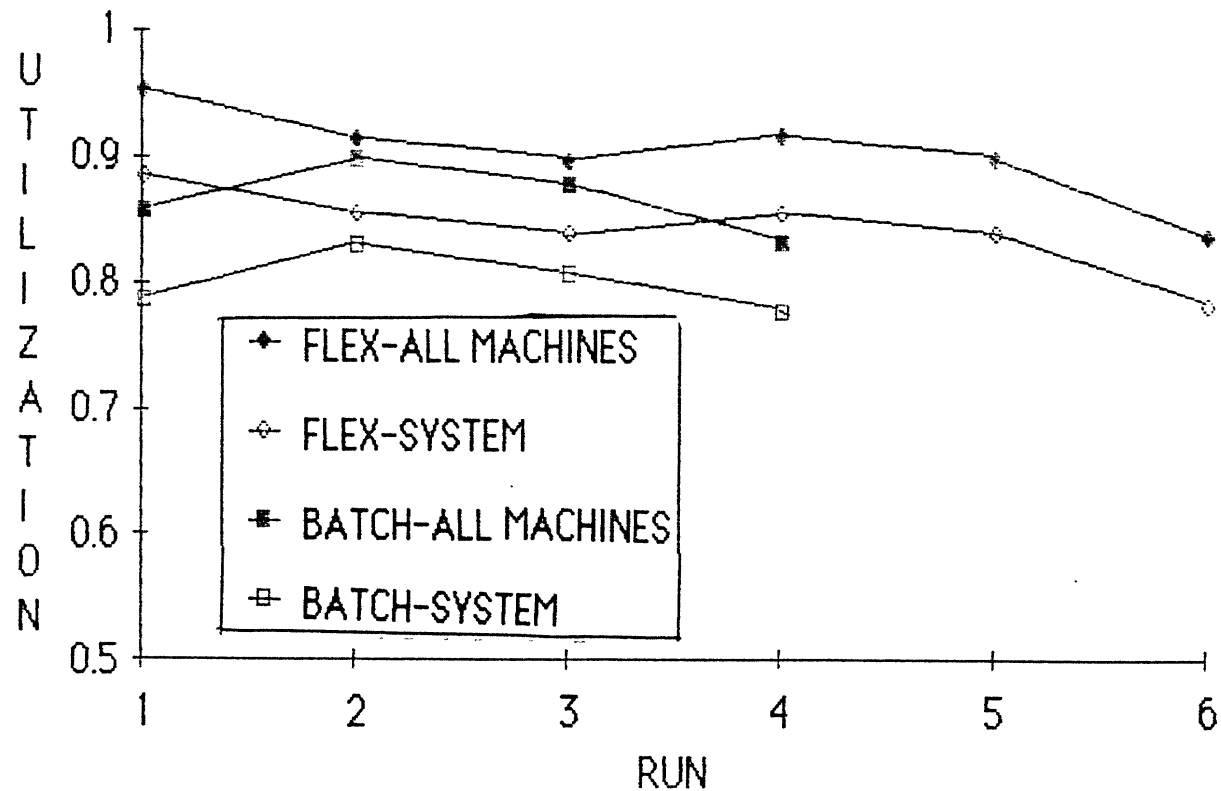 UTILIZATION
1
0.9
0.8
0.7
0.6
0.5
FLEX-ALL MACHINES
FLEX-SYSTEM
BATCH-ALL MACHINES
BATCH-SYSTEM
1 2 3 4 5 6
RUN